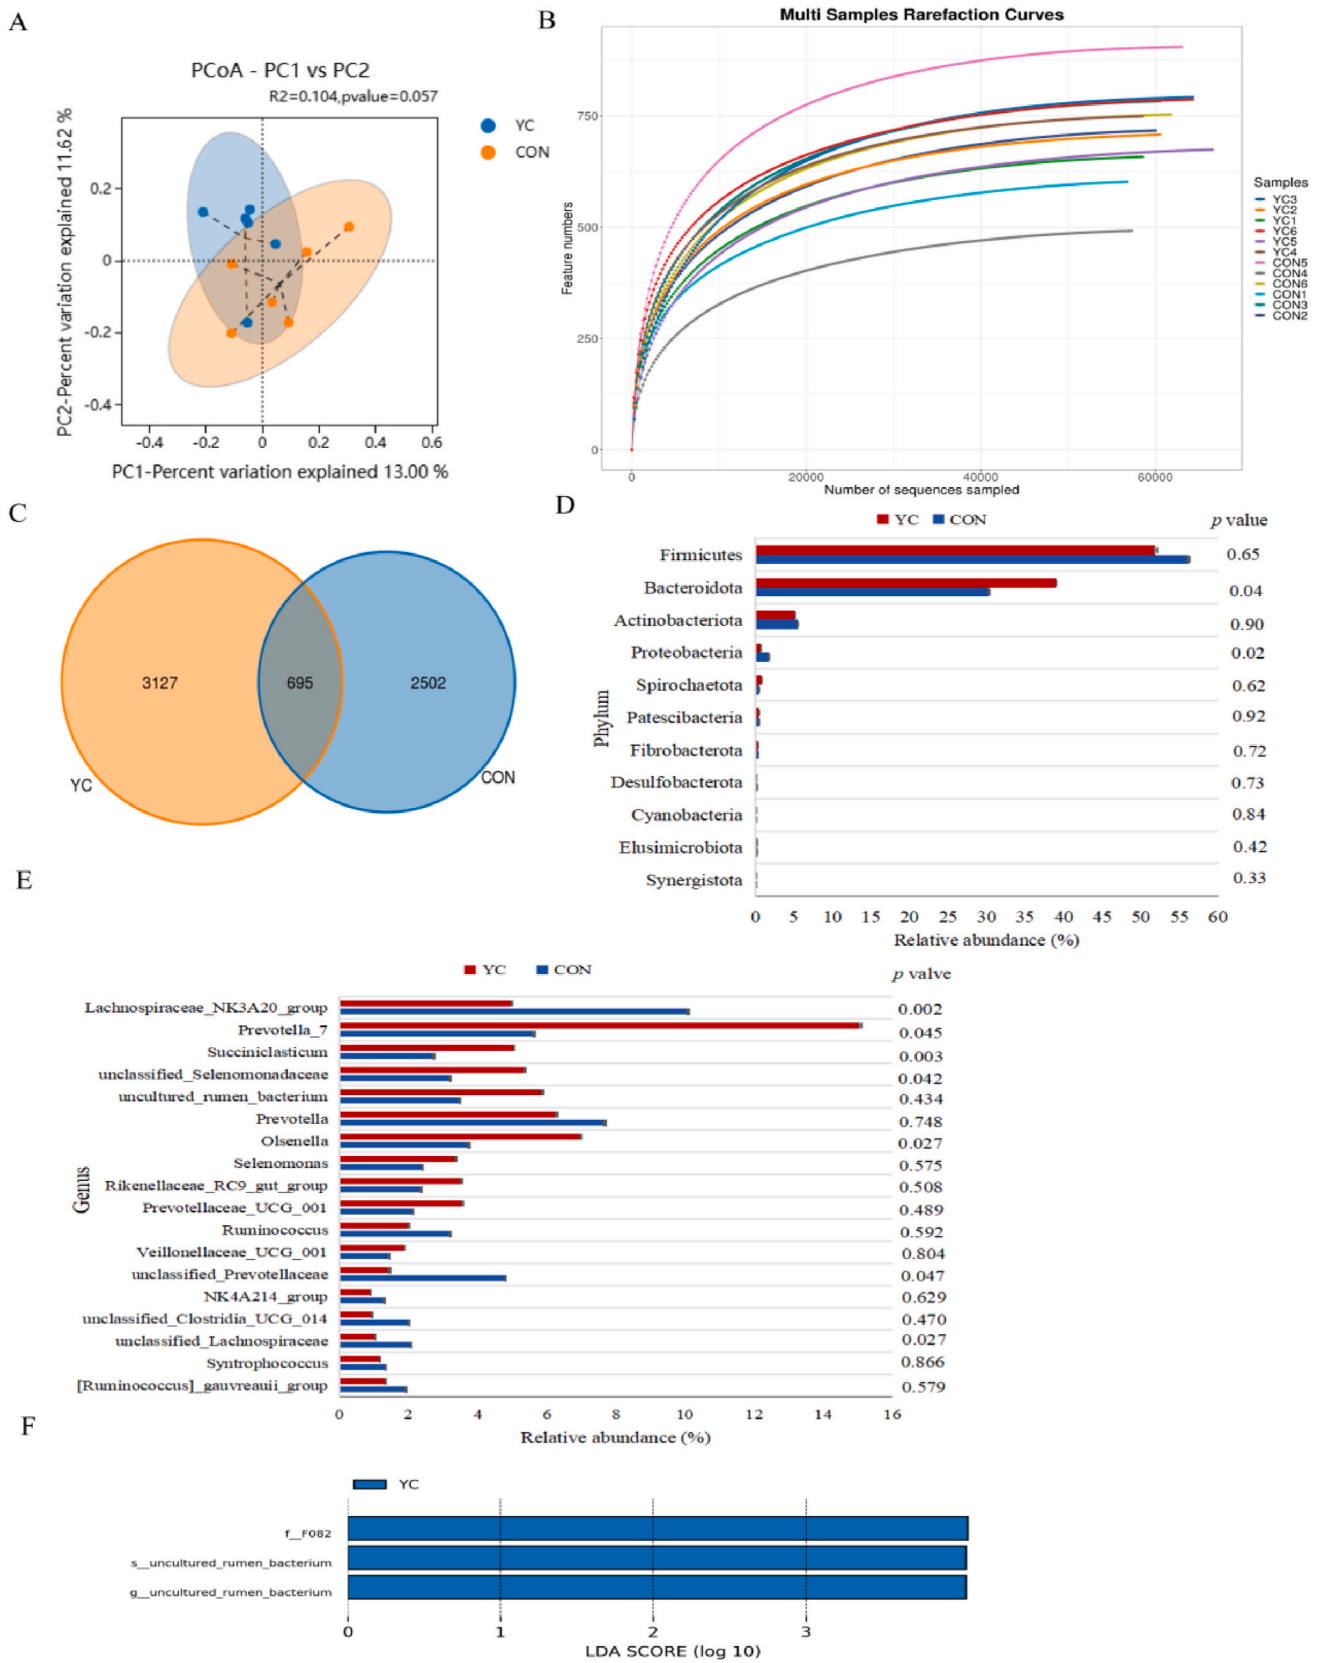 A
PCoA - PC1 vs PC2
R2=0.104,pvalue=0.057
YC
CON
PC2-Percent variation explained 11.62 %
0.2
0
-0.2
-0.4
-0.4 -0.2 0 0.2 0.4 0.6
PC1-Percent variation explained 13.00 %
B
Multi Samples Rarefaction Curves
Feature numbers
750
500
250
0
0 20000 40000 60000
Number of sequences sampled
Samples
YC3
YC2
YC1
YC6
YC5
YC4
CON5
CON4
CON6
CON1
CON3
CON2
C
3127 695 2502
YC CON
D
YC CON p value
Phylum
Firmicutes 0.65
Bacteroidota 0.04
Actinobacteriota 0.90
Proteobacteria 0.02
Spirochaetota 0.62
Patescibacteria 0.92
Fibrobacterota 0.72
Desulfobacterota 0.73
Cyanobacteria 0.84
Elusimicrobiota 0.42
Synergistota 0.33
0 5 10 15 20 25 30 35 40 45 50 55 60
Relative abundance (%)
E
YC CON p valve
Genus
Lachnospiraceae_NK3A20_group 0.002
Prevotella_7 0.045
Succiniclasticum 0.003
unclassified_Selenomonadaceae 0.042
uncultured_rumen_bacterium 0.434
Prevotella 0.748
Olsenella 0.027
Selenomonas 0.575
Rikenellaceae_RC9_gut_group 0.508
Prevotellaceae_UCG_001 0.489
Ruminococcus 0.592
Veillonellaceae_UCG_001 0.804
unclassified_Prevotellaceae 0.047
NK4A214_group 0.629
unclassified_Clostridia_UCG_014 0.470
unclassified_Lachnospiraceae 0.027
Syntrophococcus 0.866
[Ruminococcus]_gauvreauii_group 0.579
0 2 4 6 8 10 12 14 16
Relative abundance (%)
F
YC
f__F082
s__uncultured_rumen_bacterium
g__uncultured_rumen_bacterium
0 1 2 3
LDA SCORE (log 10)